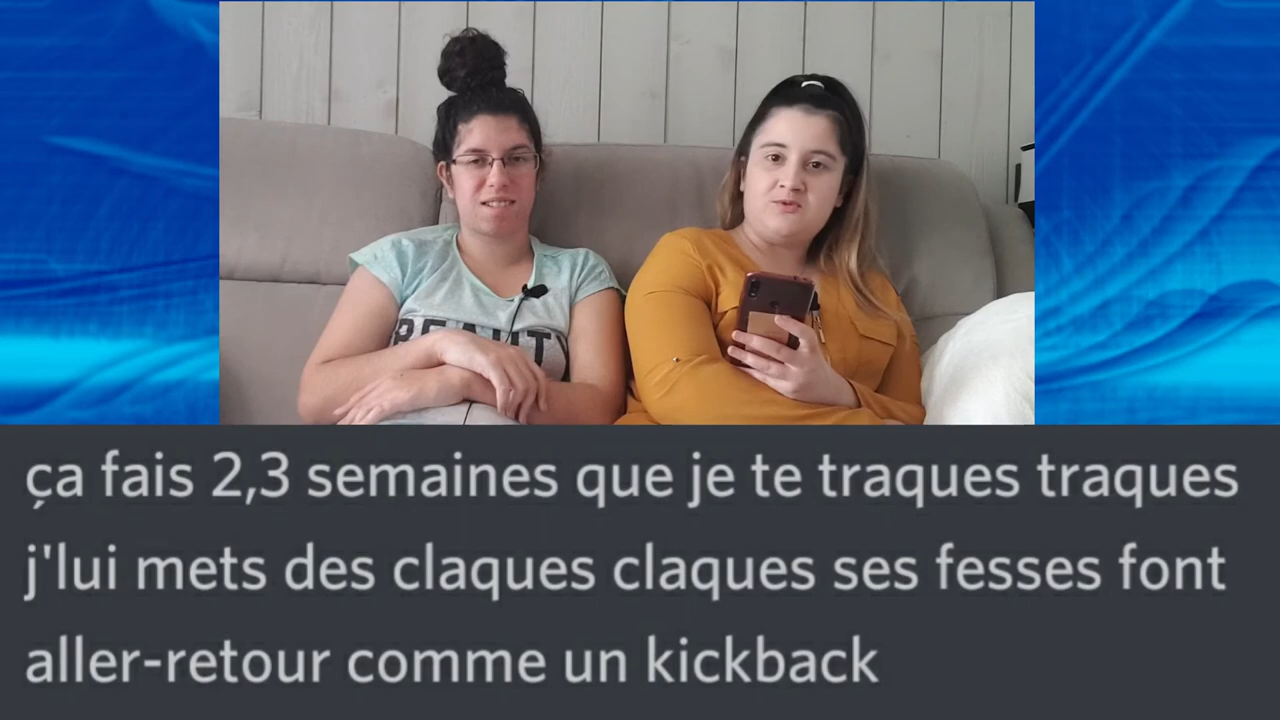 BEAUT
ça fais 2,3 semaines que je te traques traques
j'lui mets des claques claques ses fesses font
aller-retour comme un kickback